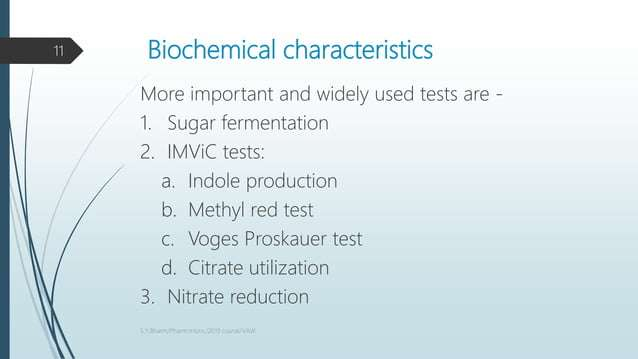 11
Biochemical characteristics
More important and widely used tests are -
1. Sugar fermentation
2. IMViC tests:
a. Indole production
b. Methyl red test
c. Voges Proskauer test
d. Citrate utilization
3. Nitrate reduction